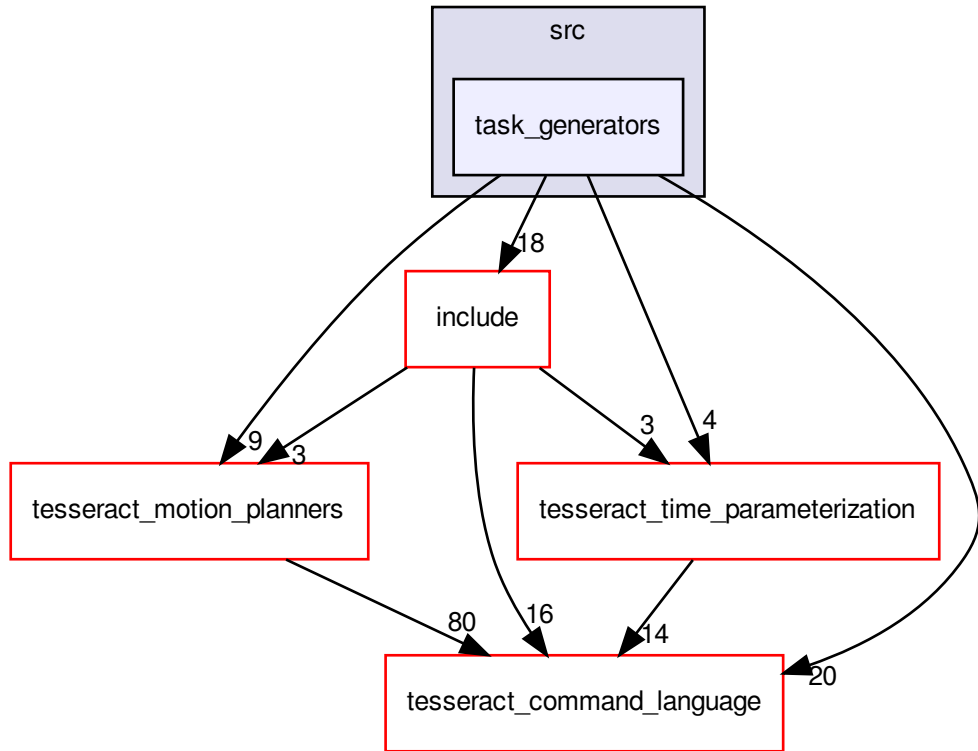 src
task_generators
18
include
9
3
3
4
tesseract_motion_planners
tesseract_time_parameterization
80
16
14
20
tesseract_command_language